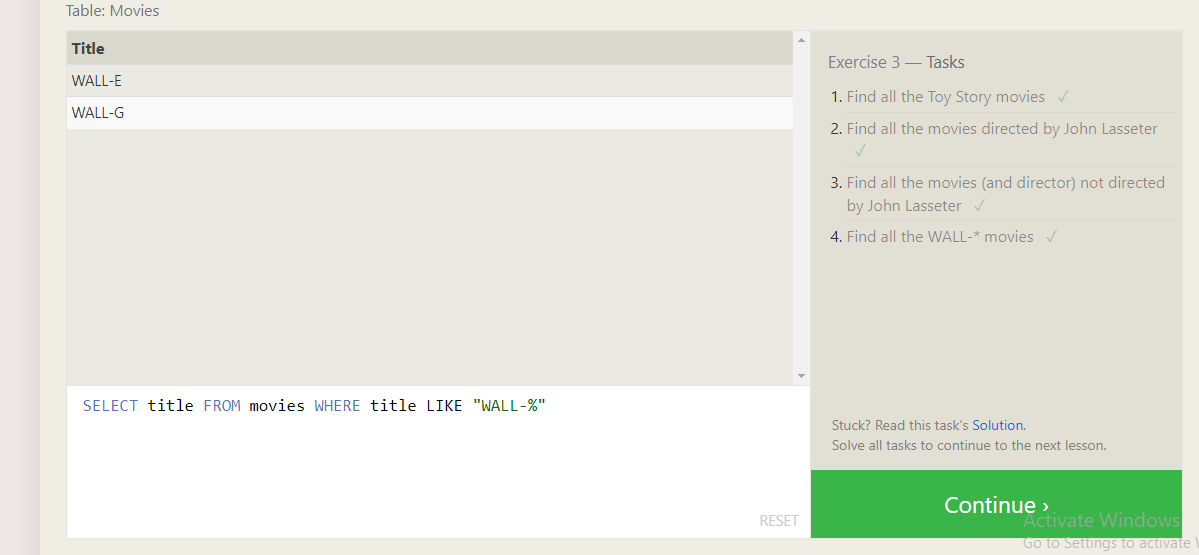 Table: Movies
Title
WALL-E
WALL-G
SELECT title FROM movies WHERE title LIKE "WALL-%"
RESET
Exercise 3 — Tasks
1. Find all the Toy Story movies ✓
2. Find all the movies directed by John Lasseter
✓
3. Find all the movies (and director) not directed
by John Lasseter ✓
4. Find all the WALL-* movies ✓
Stuck? Read this task's Solution.
Solve all tasks to continue to the next lesson.
Continue ›
Activate Windows
Go to Settings to activate W